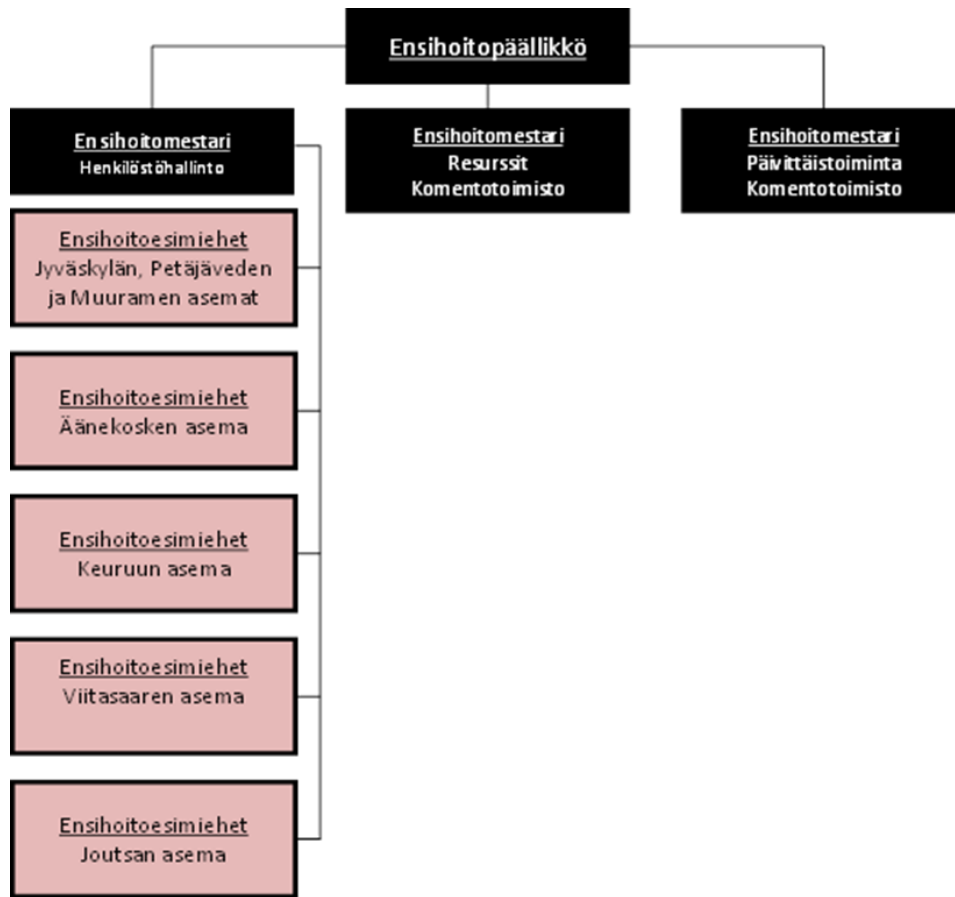 Ensihoitopäällikkö
Ensihoitomestari
Henkilöstöhallinto
Ensihoitomestari
Resurssit
Komentotoimisto
Ensihoitomestari
Päivittäistoiminta
Komentotoimisto
Ensihoitoesimiehet
Jyväskylän, Petäjäveden
ja Muuramen asemat
Ensihoitoesimiehet
Äänekosken asema
Ensihoitoesimiehet
Keuruun asema
Ensihoitoesimiehet
Viitasaaren asema
Ensihoitoesimiehet
Joutsan asema